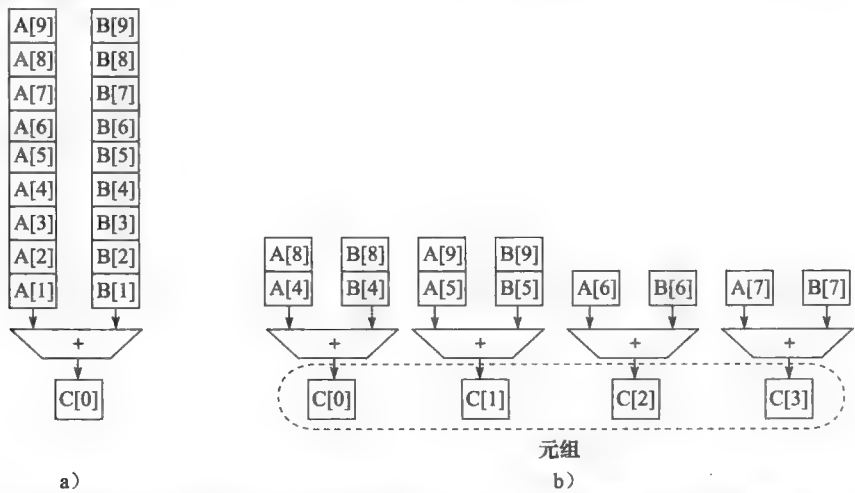 A[9] B[9]
A[8] B[8]
A[7] B[7]
A[6] B[6]
A[5] B[5]
A[4] B[4]
A[3] B[3]
A[2] B[2]
A[1] B[1]
+
C[0]
a）
A[8] B[8] A[9] B[9]
A[4] B[4] A[5] B[5] A[6] B[6] A[7] B[7]
+ + + +
C[0] C[1] C[2] C[3]
元组
b）